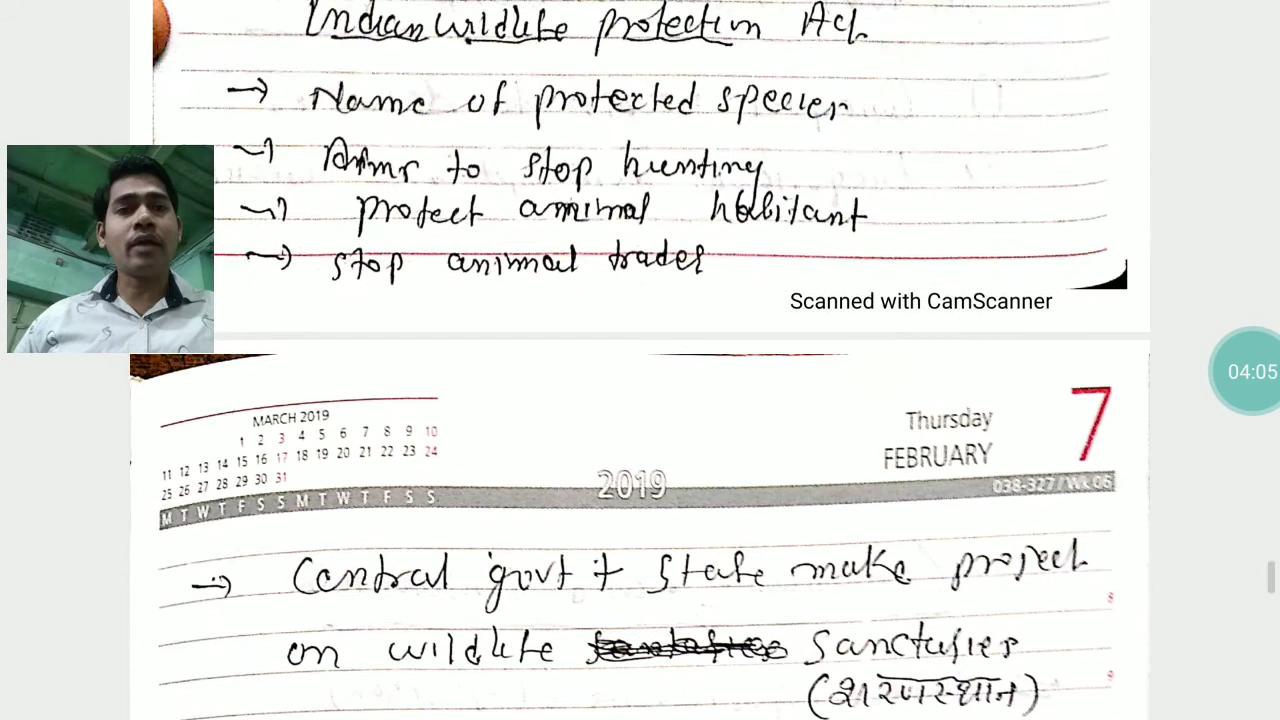 Indian wildlife protection Act
→ Name of protected species
→ Aims to stop hunting
→ protect animal habitant
→ stop animal trades
Scanned with CamScanner
04:05
MARCH 2019
1 2 3 4 5 6 7 8 9 10
11 12 13 14 15 16 17 18 19 20 21 22 23 24
25 26 27 28 29 30 31
M T W T F S S M T W T F S S
Thursday 7
FEBRUARY
2019
038-327/Wk 06
→ Central govt + State make project
8
on wildlife Sancturies
9